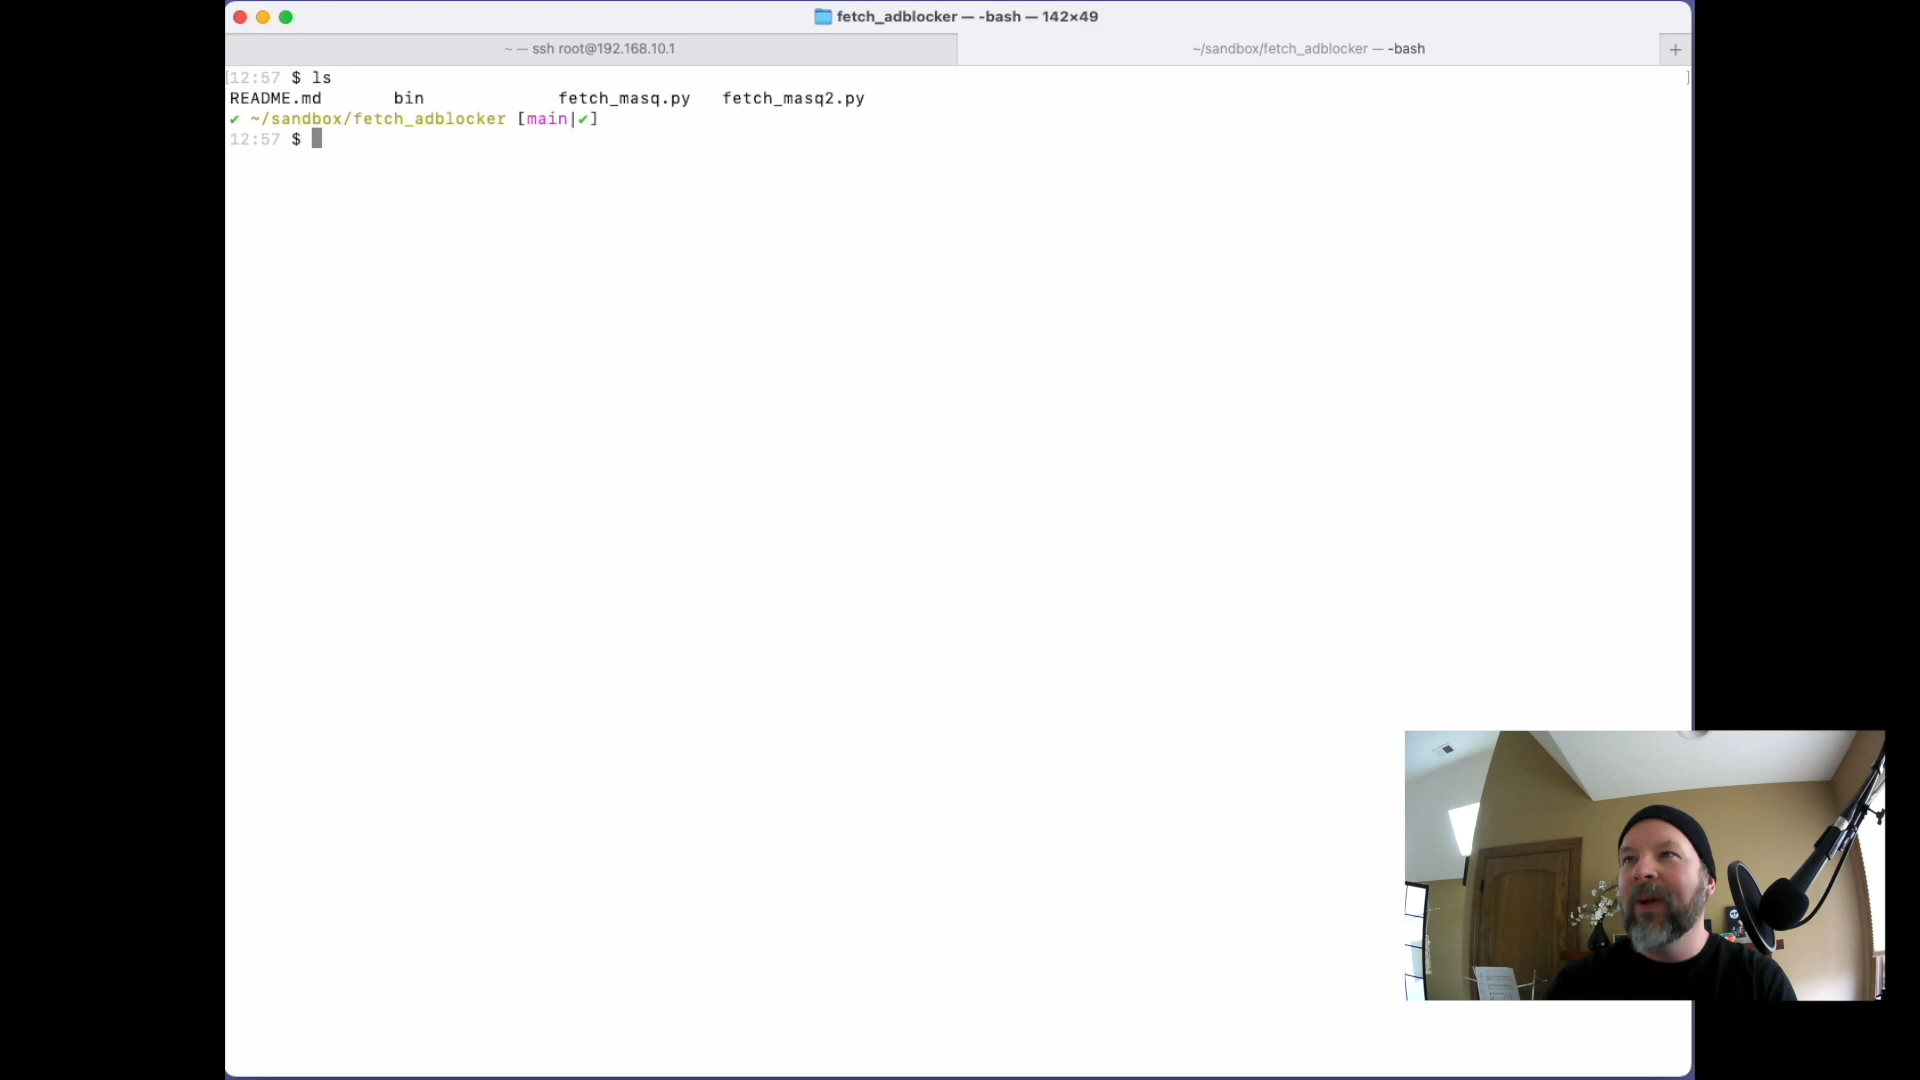 fetch_adblocker — -bash — 142×49
~ — ssh root@192.168.10.1
~/sandbox/fetch_adblocker — -bash
+
[12:57 $ ls ]
README.md bin fetch_masq.py fetch_masq2.py
✔ ~/sandbox/fetch_adblocker [main|✔]
12:57 $